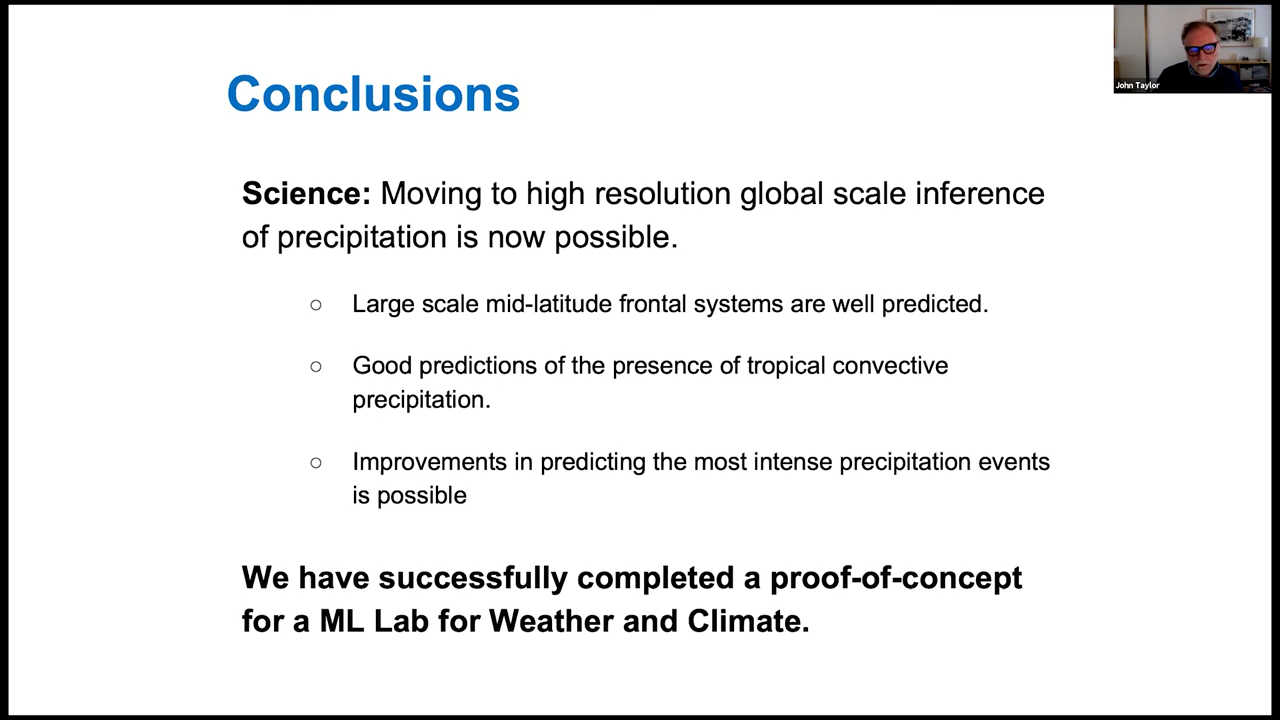 Conclusions
John Taylor
Science: Moving to high resolution global scale inference
of precipitation is now possible.
○ Large scale mid-latitude frontal systems are well predicted.
○ Good predictions of the presence of tropical convective
precipitation.
○ Improvements in predicting the most intense precipitation events
is possible
We have successfully completed a proof-of-concept
for a ML Lab for Weather and Climate.